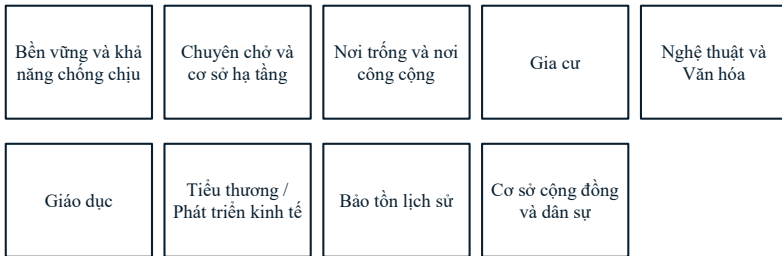 Bền vững và khả
năng chống chịu
Chuyên chở và
cơ sở hạ tầng
Nơi trống và nơi
công cộng
Gia cư
Nghệ thuật và
Văn hóa
Giáo dục
Tiểu thương /
Phát triển kinh tế
Bảo tồn lịch sử
Cơ sở cộng đồng
và dân sự